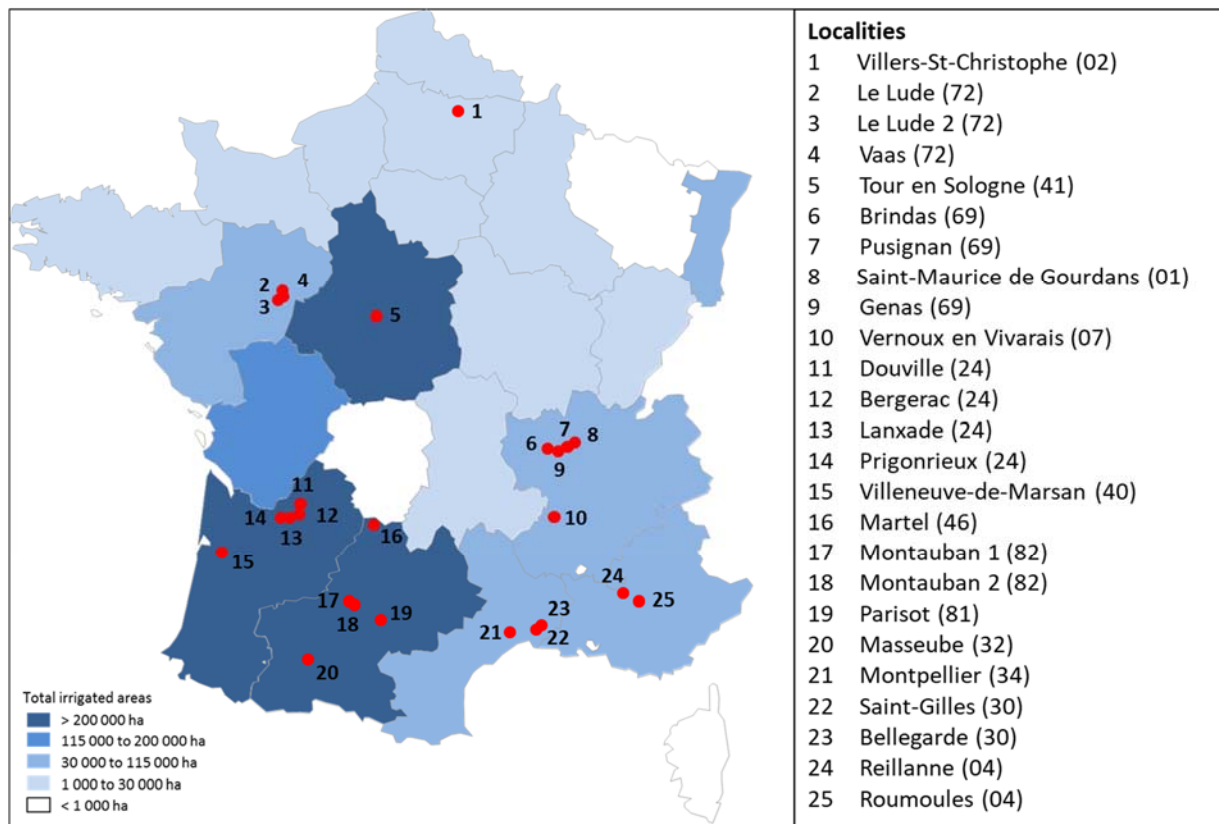 1
2
4
3
5
7
8
6
9
10
11
12
14
13
16
15
17
18
19
24
25
23
21
22
20
Total irrigated areas
> 200 000 ha
115 000 to 200 000 ha
30 000 to 115 000 ha
1 000 to 30 000 ha
< 1 000 ha
Localities
1 Villers-St-Christophe (02)
2 Le Lude (72)
3 Le Lude 2 (72)
4 Vaas (72)
5 Tour en Sologne (41)
6 Brindas (69)
7 Pusignan (69)
8 Saint-Maurice de Gourdans (01)
9 Genas (69)
10 Vernoux en Vivarais (07)
11 Douville (24)
12 Bergerac (24)
13 Lanxade (24)
14 Prigonrieux (24)
15 Villeneuve-de-Marsan (40)
16 Martel (46)
17 Montauban 1 (82)
18 Montauban 2 (82)
19 Parisot (81)
20 Masseube (32)
21 Montpellier (34)
22 Saint-Gilles (30)
23 Bellegarde (30)
24 Reillanne (04)
25 Roumoules (04)